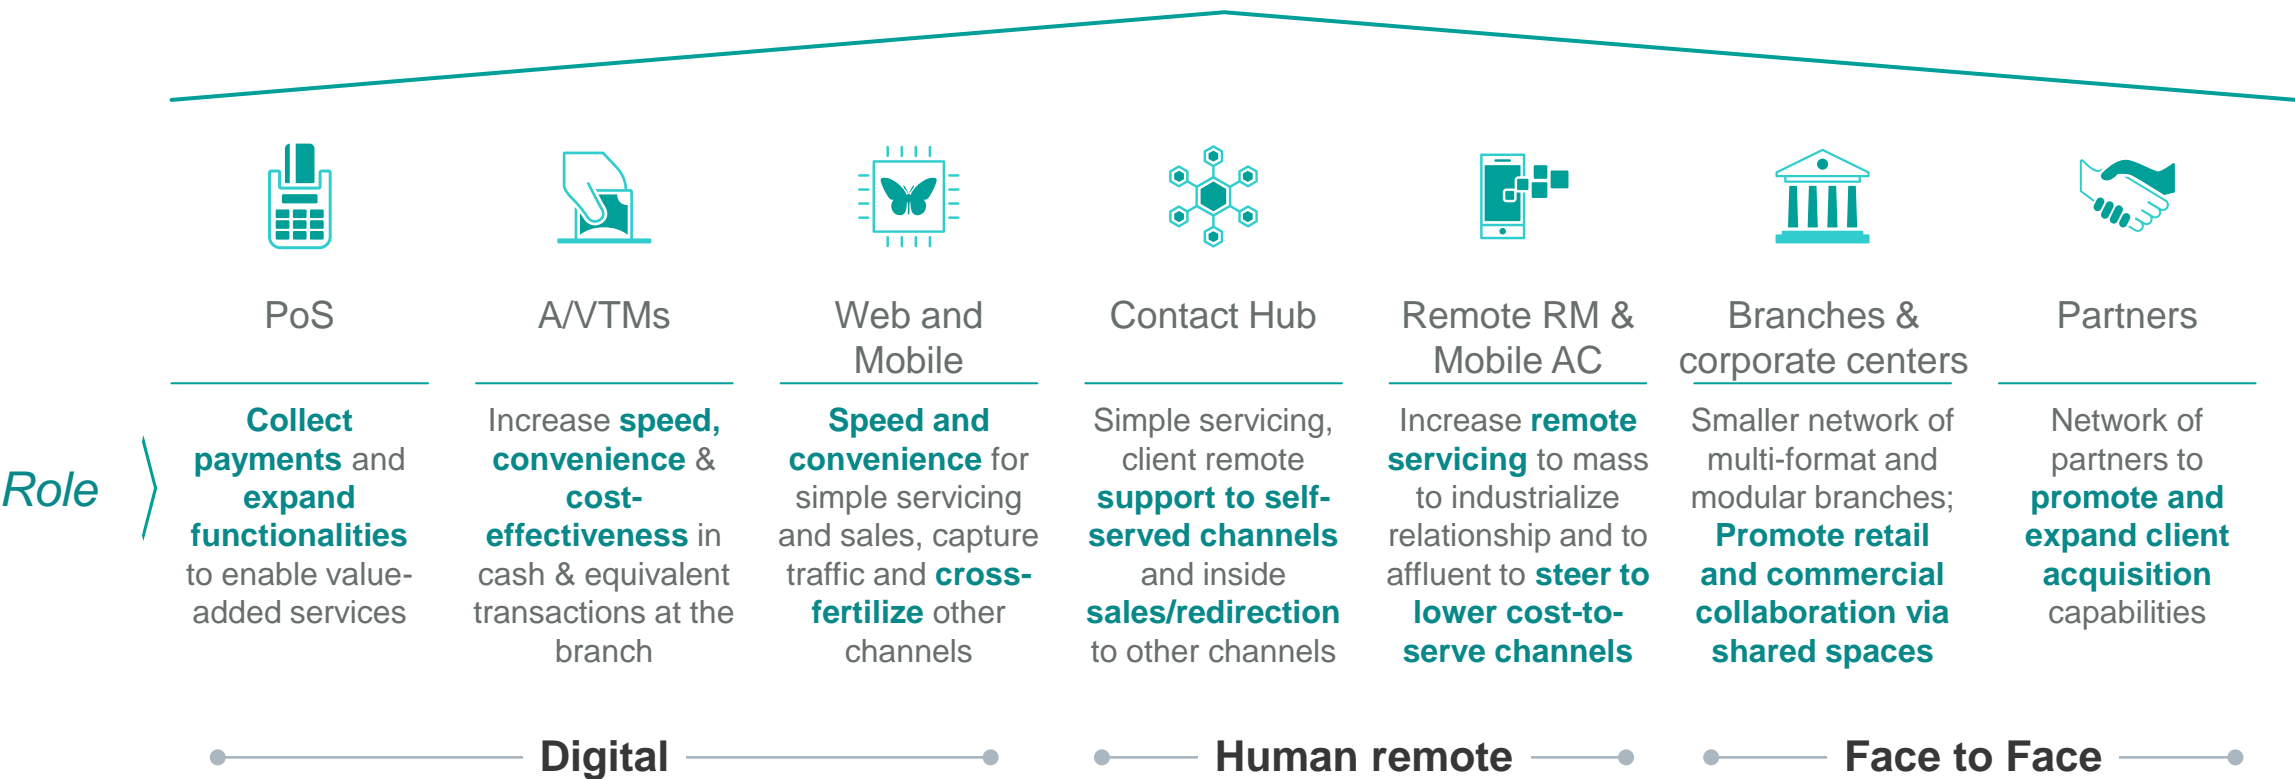 PoS
A/VTMs
Web and
Mobile
Contact Hub
Remote RM &
Mobile AC
Branches &
corporate centers
Partners
Role
Collect
payments and
expand
functionalities
to enable value-
added services
Increase speed,
convenience &
cost-
effectiveness in
cash & equivalent
transactions at the
branch
Speed and
convenience for
simple servicing
and sales, capture
traffic and cross-
fertilize other
channels
Simple servicing,
client remote
support to self-
served channels
and inside
sales/redirection
to other channels
Increase remote
servicing to mass
to industrialize
relationship and to
affluent to steer to
lower cost-to-
serve channels
Smaller network of
multi-format and
modular branches;
Promote retail
and commercial
collaboration via
shared spaces
Network of
partners to
promote and
expand client
acquisition
capabilities
Digital
Human remote
Face to Face